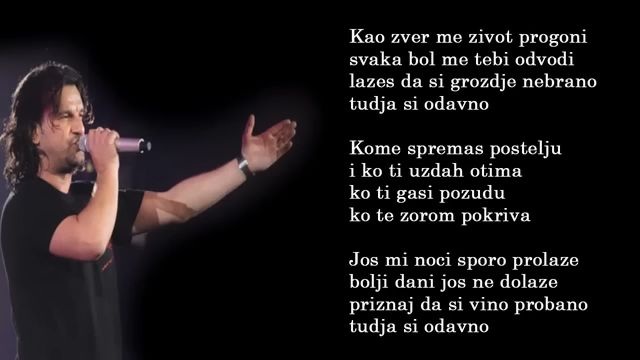 Kao zver me zivot progoni
svaka bol me tebi odvodi
lazes da si grozdje nebrano
tudja si odavno
Kome spremas postelju
i ko ti uzdah otima
ko ti gasi pozudu
ko te zorom pokriva
Jos mi noci sporo prolaze
bolji dani jos ne dolaze
priznaj da si vino probano
tudja si odavno